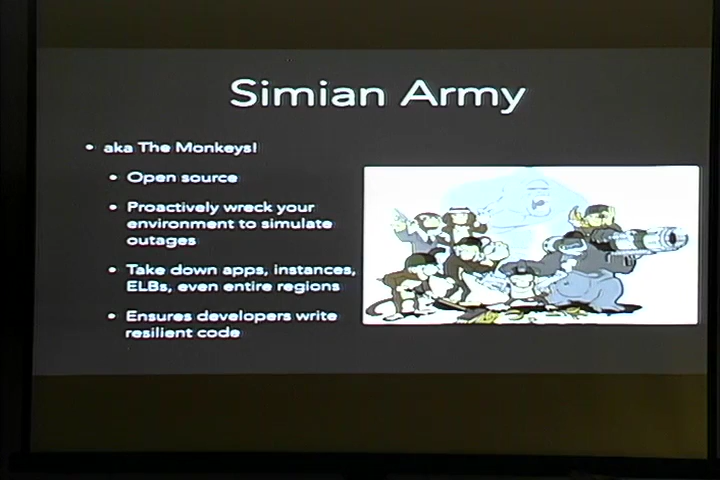 Simian Army
• aka The Monkeys!
• Open source
• Proactively wreck your
environment to simulate
outages
• Take down apps, instances,
ELBs, even entire regions
• Ensures developers write
resilient code